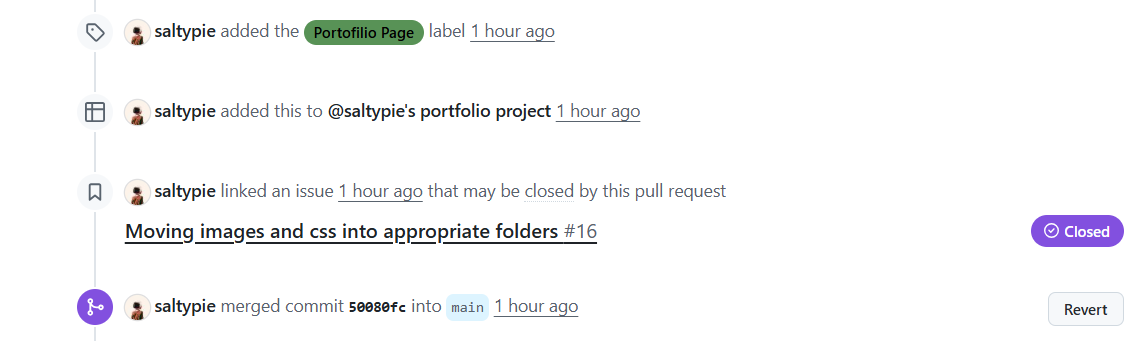 saltypie added the Portofilio Page label 1 hour ago
saltypie added this to @saltypie's portfolio project 1 hour ago
saltypie linked an issue 1 hour ago that may be closed by this pull request
Moving images and css into appropriate folders #16 Closed
saltypie merged commit 50080fc into main 1 hour ago Revert